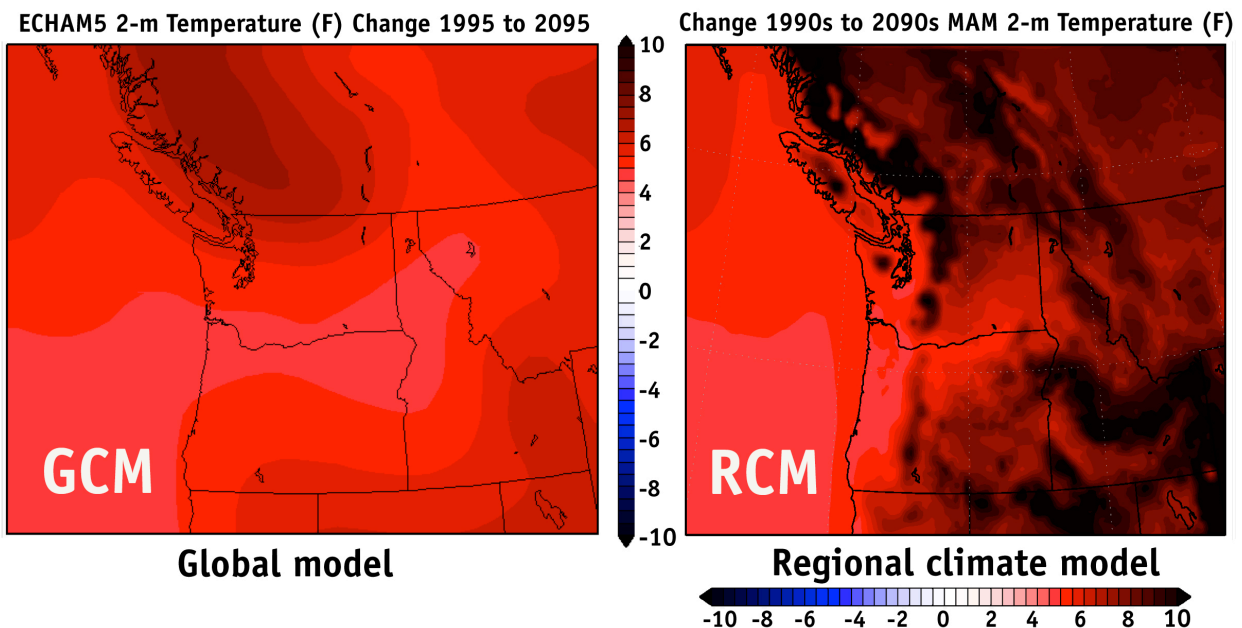 ECHAM5 2-m Temperature (F) Change 1995 to 2095
Change 1990s to 2090s MAM 2-m Temperature (F)
10
8
6
4
2
0
-2
-4
-6
-8
-10
GCM
RCM
Global model
Regional climate model
-10 -8 -6 -4 -2 0 2 4 6 8 10